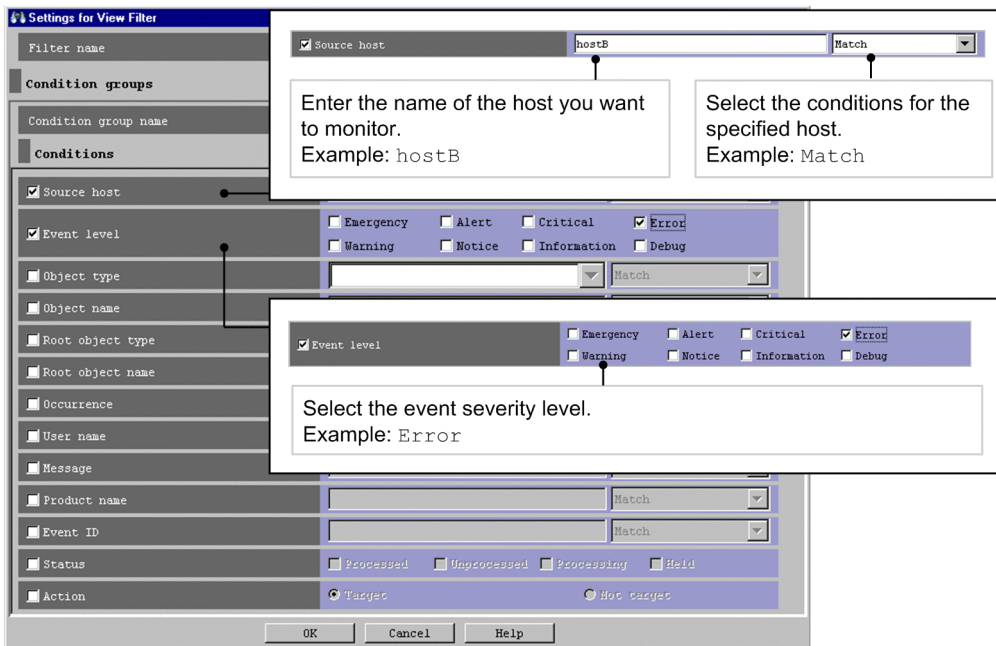 Settings for View Filter
Filter name
Condition groups
Condition group name
Conditions
Source host hostB Match
Enter the name of the host you want
to monitor.
Example: hostB
Select the conditions for the
specified host.
Example: Match
Source host
Event level Emergency Alert Critical Error
Warning Notice Information Debug
Object type Match
Object name
Root object type
Root object name
Occurrence
User name
Message
Event level Emergency Alert Critical Error
Warning Notice Information Debug
Select the event severity level.
Example: Error
Product name Match
Event ID Match
Status Processed Unprocessed Processing Held
Action Target Not target
OK Cancel Help